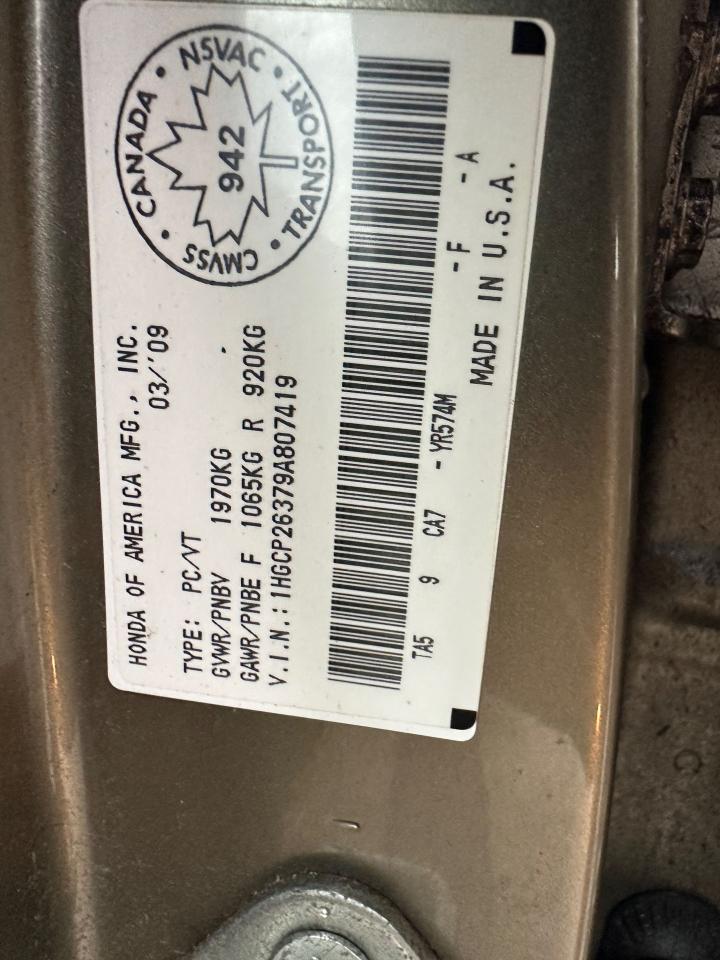 HONDA OF AMERICA MFG., INC.
03/'09
TYPE: PC/VT
GVWR/PNBV 1970KG
GAWR/PNBE F 1065KG R 920KG
V.I.N.:1HGCP26379A807419
CANADA • NSVAC • TRANSPORT • CMVSS
942
TA5 9 CA7 - YR574M - F - A
MADE IN U.S.A.